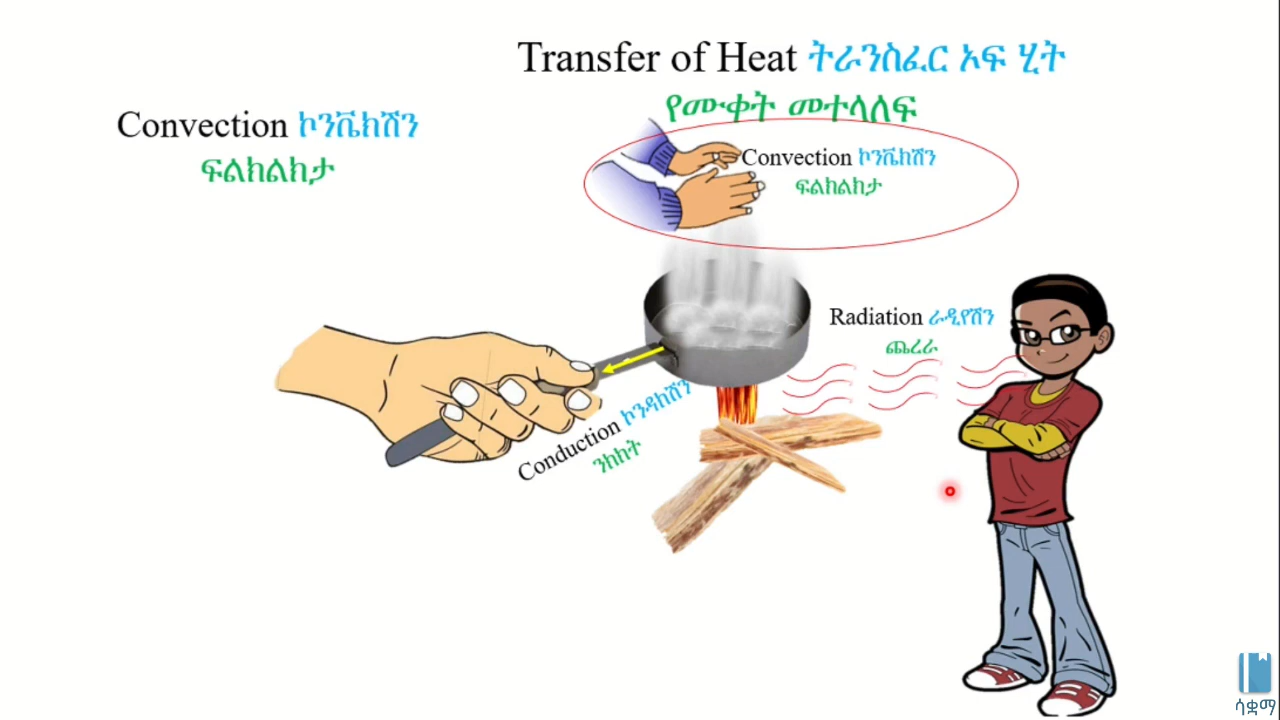 Transfer of Heat ትራንስፈር ኦፍ ሂት
የሙቀት መተላለፍ
Convection ኮንቬክሽን
ፍልክልክታ
Convection ኮንቬክሽን
ፍልክልክታ
Radiation ራዲየሽን
ጨረራ
Conduction ኮንዳክሽን
ንክክት
ሳቋማ